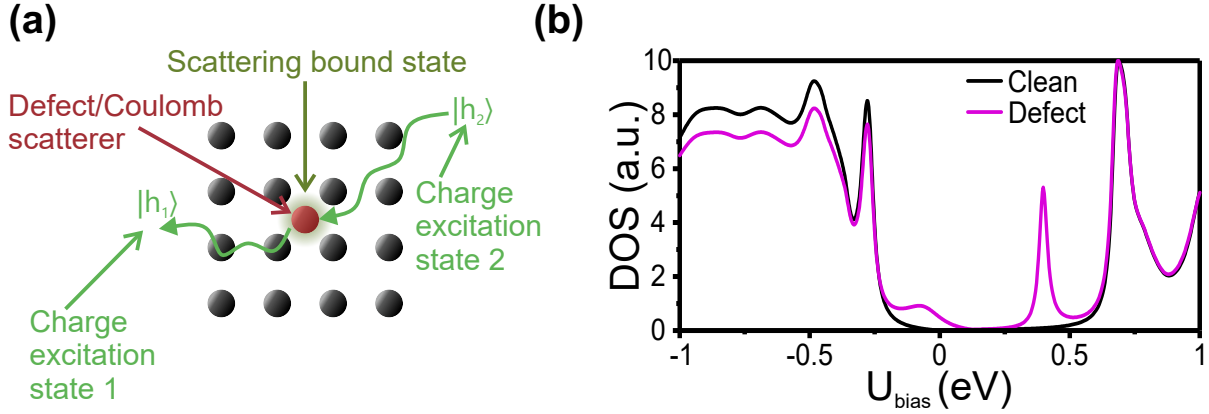 (a)
Scattering bound state
Defect/Coulomb
scatterer
|h₂⟩
|h₁⟩
Charge
excitation
state 2
Charge
excitation
state 1
(b)
DOS (a.u.)
10
8
6
4
2
0
Clean
Defect
-1
-0.5
0
0.5
1
U_bias (eV)